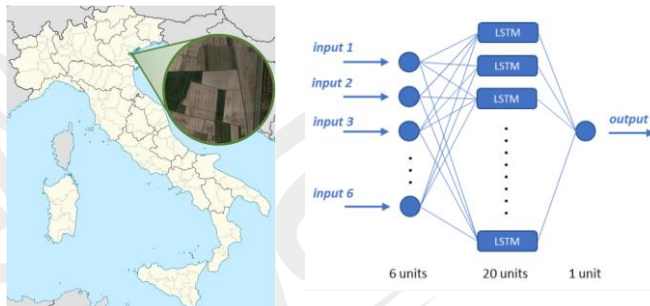 LSTM
input 1
LSTM
input 2
LSTM
input 3
output
input 6
LSTM
6 units
20 units
1 unit